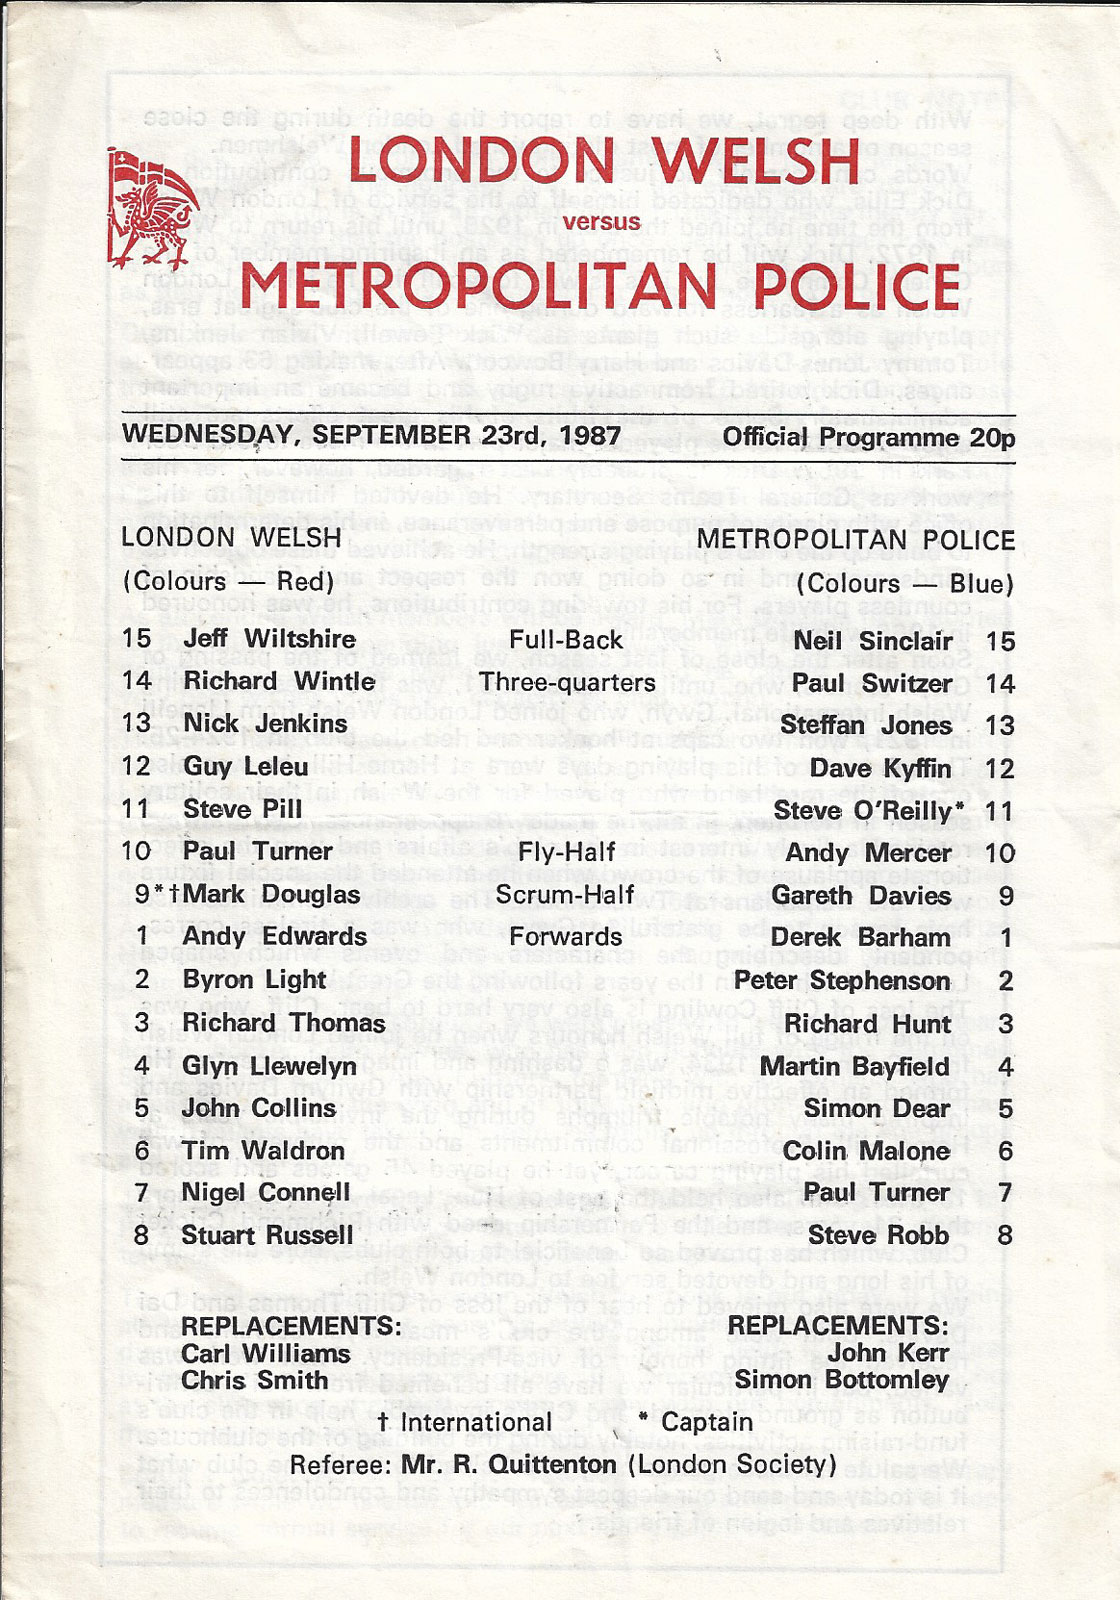 LONDON WELSH
versus
METROPOLITAN POLICE
WEDNESDAY, SEPTEMBER 23rd, 1987 Official Programme 20p
LONDON WELSH METROPOLITAN POLICE
(Colours — Red) (Colours — Blue)
15 Jeff Wiltshire Full-Back Neil Sinclair 15
14 Richard Wintle Three-quarters Paul Switzer 14
13 Nick Jenkins Steffan Jones 13
12 Guy Leleu Dave Kyffin 12
11 Steve Pill Steve O'Reilly* 11
10 Paul Turner Fly-Half Andy Mercer 10
9*†Mark Douglas Scrum-Half Gareth Davies 9
1 Andy Edwards Forwards Derek Barham 1
2 Byron Light Peter Stephenson 2
3 Richard Thomas Richard Hunt 3
4 Glyn Llewelyn Martin Bayfield 4
5 John Collins Simon Dear 5
6 Tim Waldron Colin Malone 6
7 Nigel Connell Paul Turner 7
8 Stuart Russell Steve Robb 8
REPLACEMENTS: REPLACEMENTS:
Carl Williams John Kerr
Chris Smith Simon Bottomley
† International * Captain
Referee: Mr. R. Quittenton (London Society)